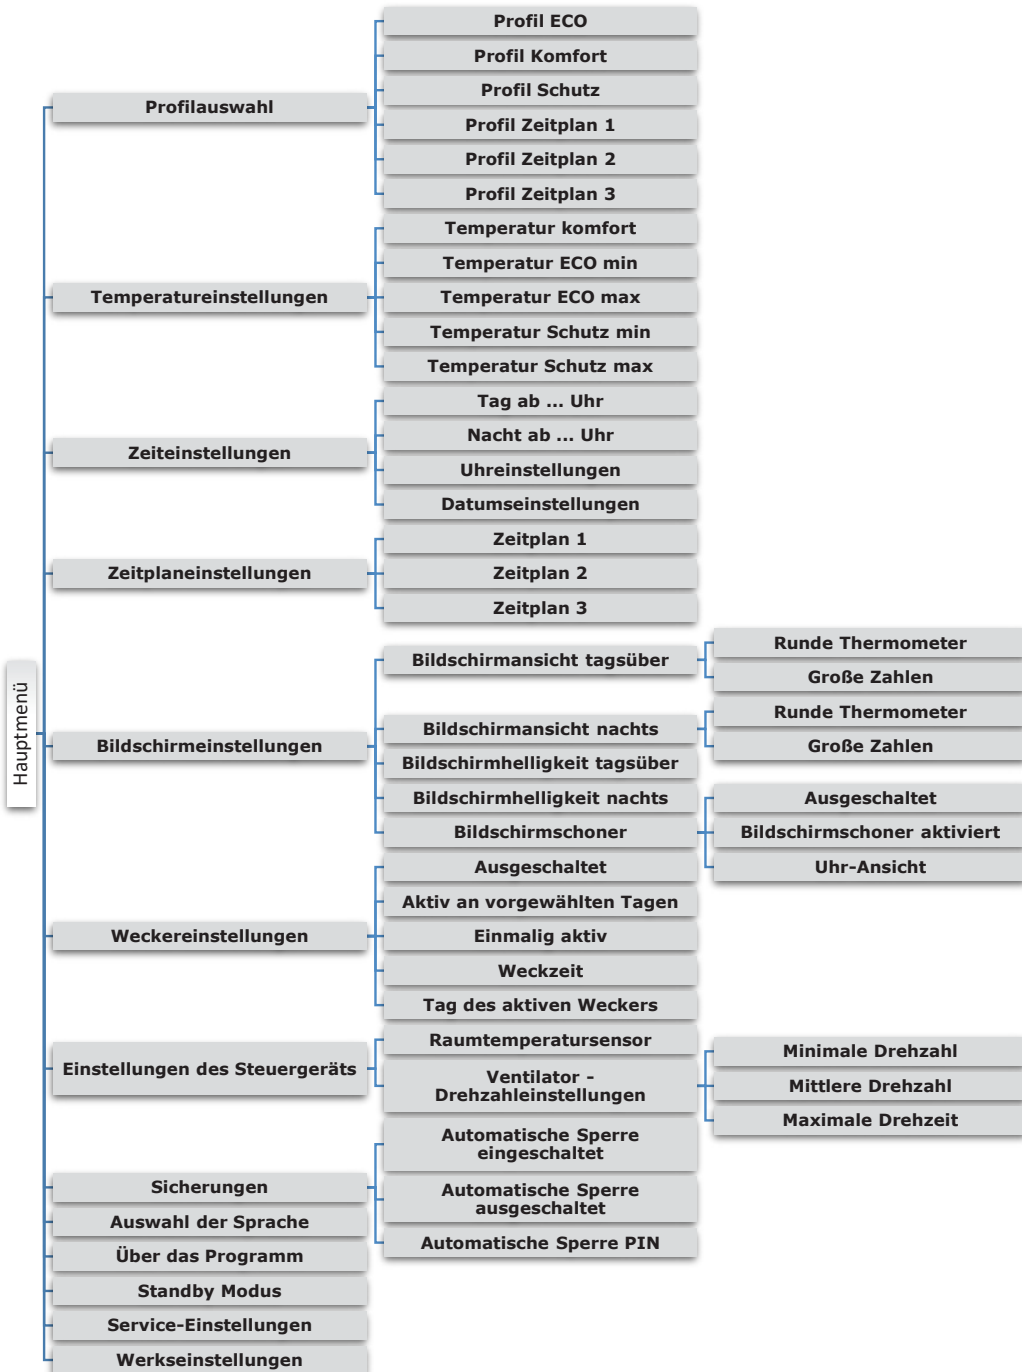 Hauptmenü
Profilauswahl
Profil ECO
Profil Komfort
Profil Schutz
Profil Zeitplan 1
Profil Zeitplan 2
Profil Zeitplan 3
Temperatureinstellungen
Temperatur komfort
Temperatur ECO min
Temperatur ECO max
Temperatur Schutz min
Temperatur Schutz max
Zeiteinstellungen
Tag ab ... Uhr
Nacht ab ... Uhr
Uhreinstellungen
Datumseinstellungen
Zeitplaneinstellungen
Zeitplan 1
Zeitplan 2
Zeitplan 3
Bildschirmeinstellungen
Bildschirmansicht tagsüber
Runde Thermometer
Große Zahlen
Bildschirmansicht nachts
Runde Thermometer
Große Zahlen
Bildschirmhelligkeit tagsüber
Bildschirmhelligkeit nachts
Bildschirmschoner
Ausgeschaltet
Bildschirmschoner aktiviert
Uhr-Ansicht
Weckereinstellungen
Ausgeschaltet
Aktiv an vorgewählten Tagen
Einmalig aktiv
Weckzeit
Tag des aktiven Weckers
Einstellungen des Steuergeräts
Raumtemperatursensor
Ventilator -
Drehzahleinstellungen
Minimale Drehzahl
Mittlere Drehzahl
Maximale Drehzeit
Sicherungen
Automatische Sperre
eingeschaltet
Automatische Sperre
ausgeschaltet
Automatische Sperre PIN
Auswahl der Sprache
Über das Programm
Standby Modus
Service-Einstellungen
Werkseinstellungen